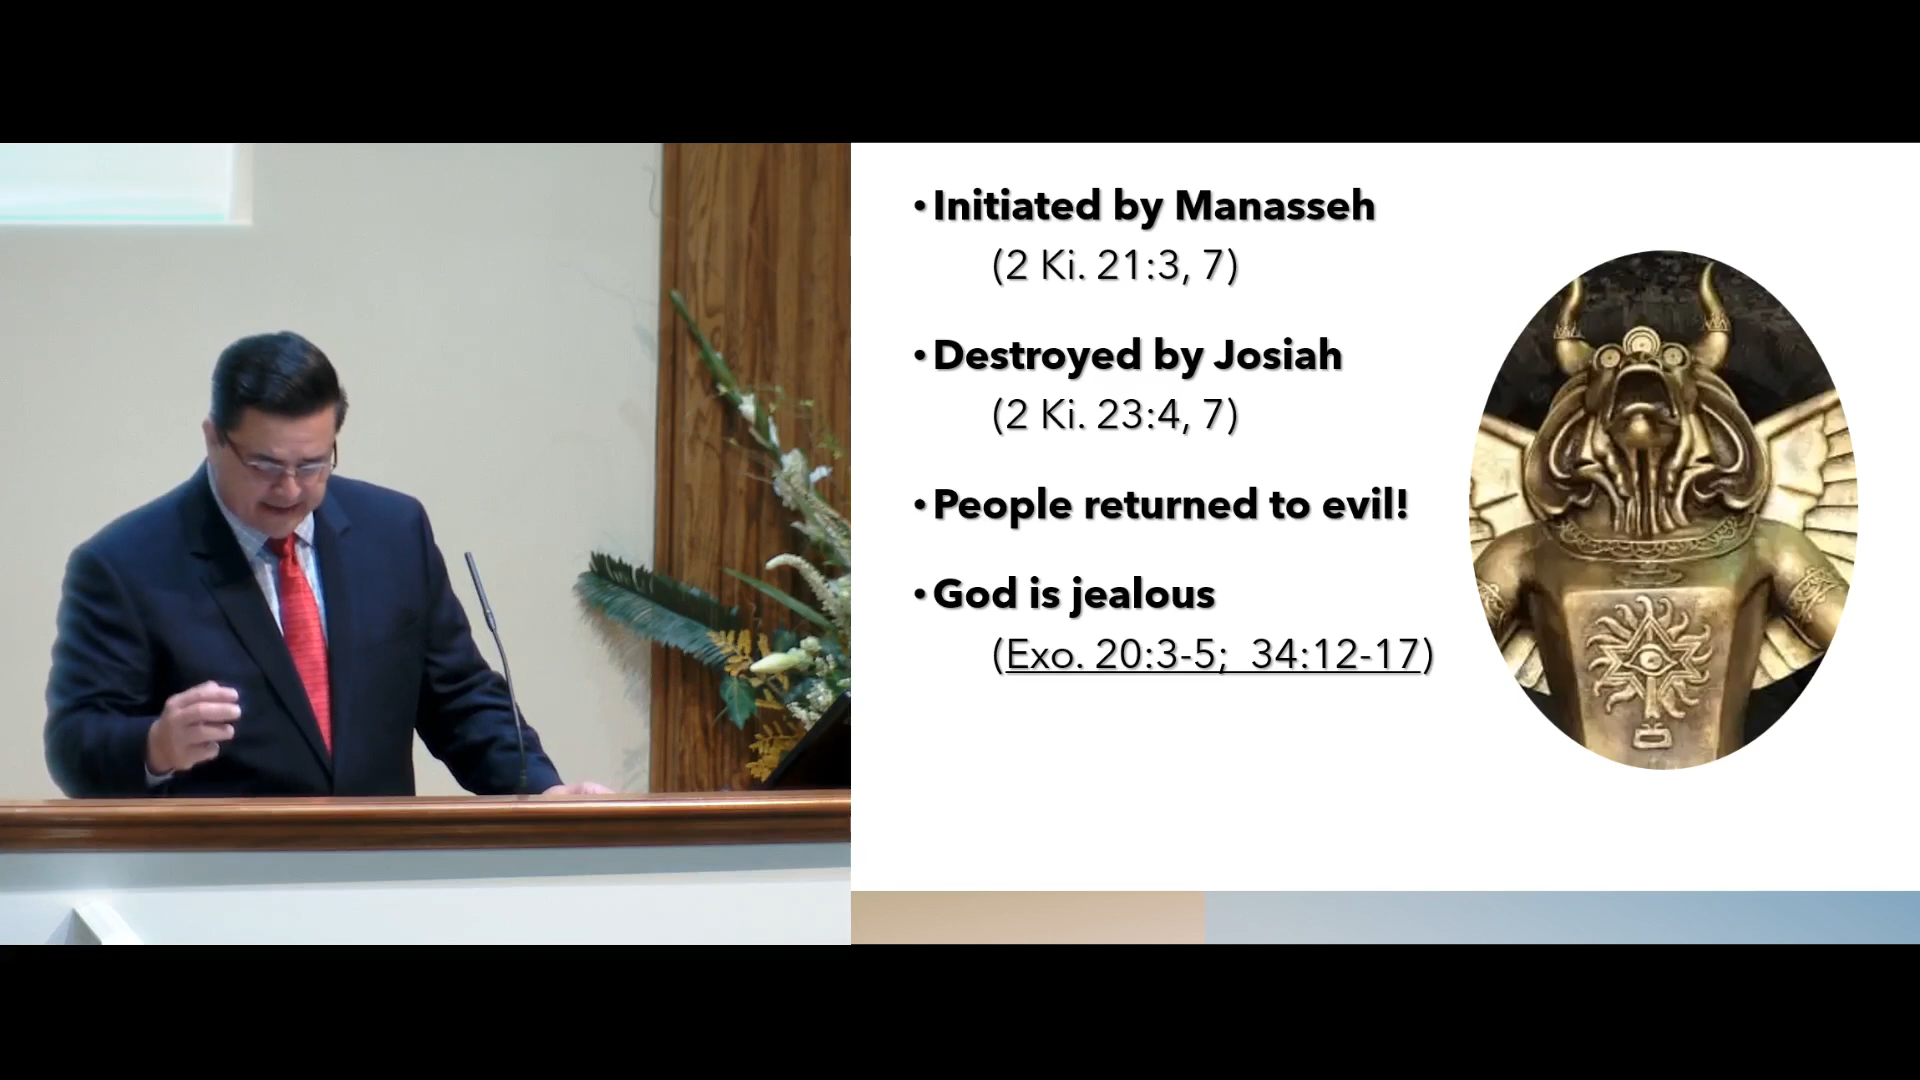 • Initiated by Manasseh
(2 Ki. 21:3, 7)
• Destroyed by Josiah
(2 Ki. 23:4, 7)
• People returned to evil!
• God is jealous
(Exo. 20:3-5;  34:12-17)